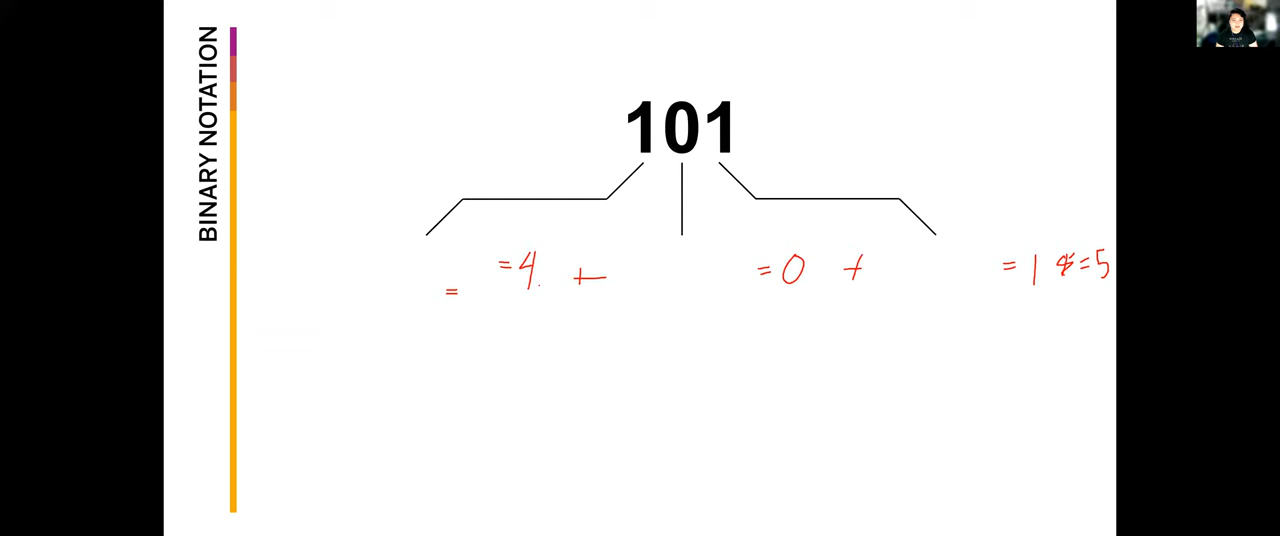 BINARY NOTATION
101
= 4 + = 0 + = 1 = 5
=